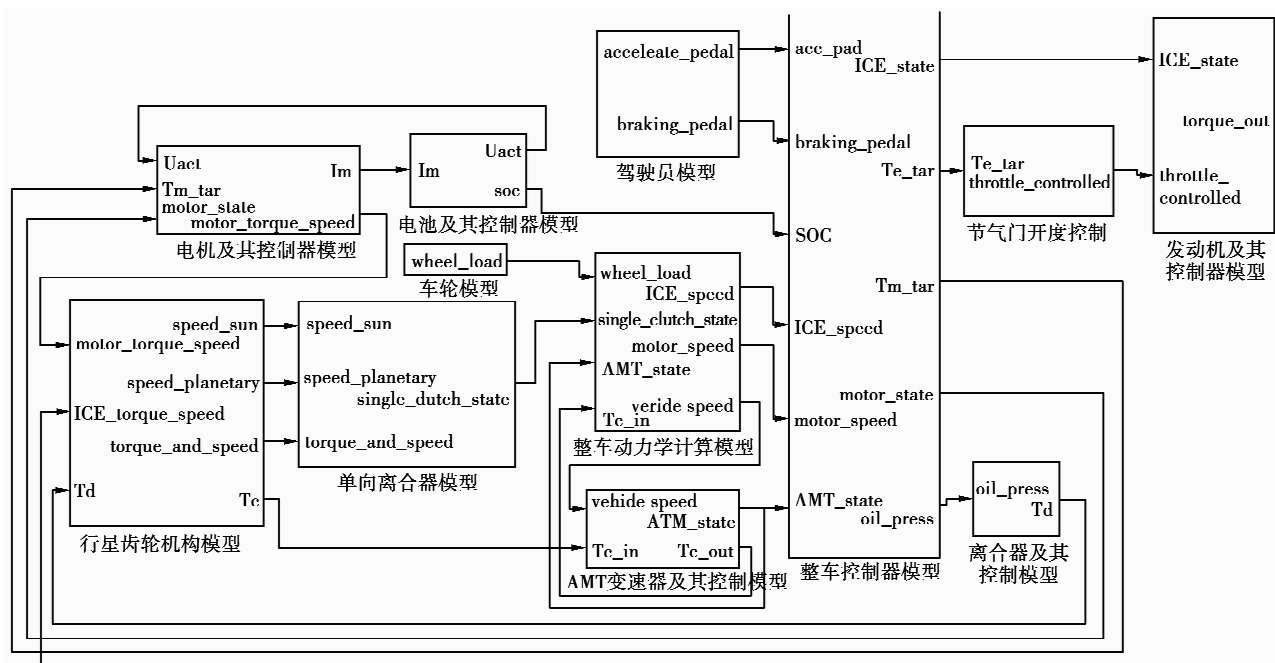 acceleate_pedal
braking_pedal
驾驶员模型
acc_pad
ICE_state
braking_pedal
Te_tar
SOC
Tm_tar
ICE_speed
motor_state
motor_speed
AMT_state
oil_press
整车控制器模型
Te_tar
throttle_controlled
节气门开度控制
ICE_state
torque_out
throttle_
controlled
发动机及其
控制器模型
Uact
Im
Tm_tar
motor_state
motor_torque_speed
电机及其控制器模型
Uact
Im
soc
电池及其控制器模型
wheel_load
车轮模型
wheel_load
ICE_speed
single_clutch_state
motor_speed
AMT_state
veride speed
Tc_in
整车动力学计算模型
speed_sun
motor_torque_speed
speed_planetary
ICE_torque_speed
torque_and_speed
Td
Tc
行星齿轮机构模型
speed_sun
speed_planetary
single_dutch_state
torque_and_speed
单向离合器模型
vehide speed
ATM_state
Tc_in
Tc_out
AMT变速器及其控制模型
oil_press
Td
离合器及其
控制模型